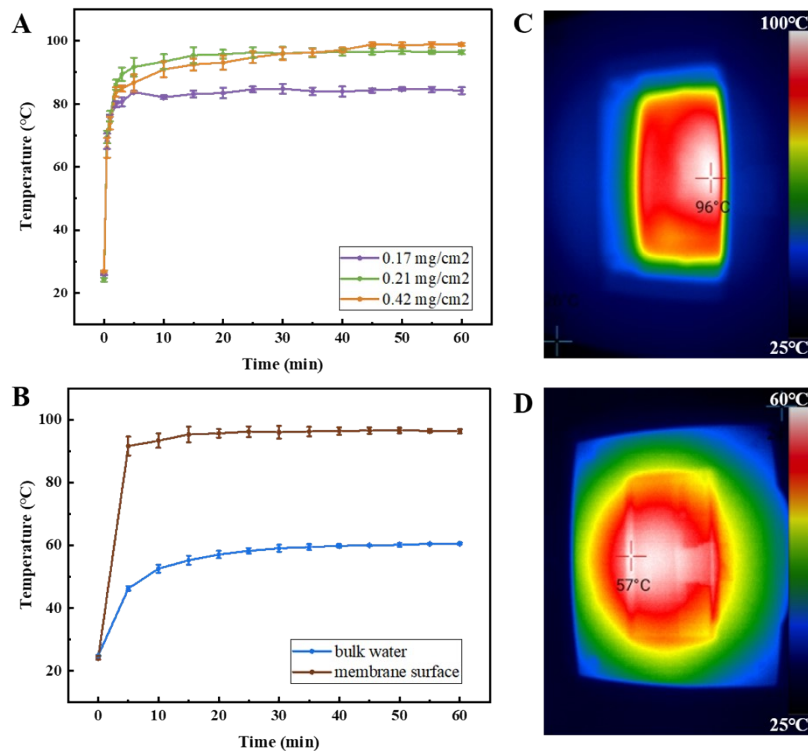 A
Temperature (℃)
100
80
60
40
20
0.17 mg/cm2
0.21 mg/cm2
0.42 mg/cm2
0 10 20 30 40 50 60
Time (min)
C
100℃
96°C
25℃
B
Temperature (℃)
100
80
60
40
20
bulk water
membrane surface
0 10 20 30 40 50 60
Time (min)
D
60℃
57°C
25℃